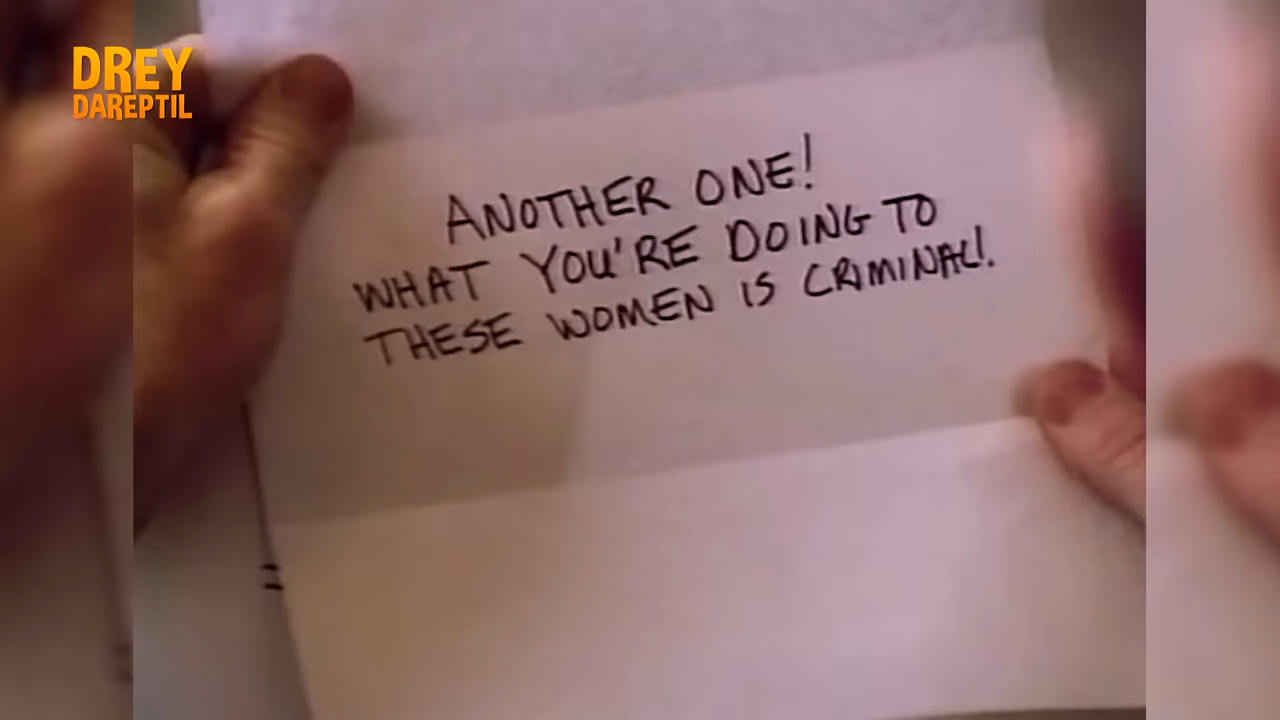 DREY
DAREPTIL
ANOTHER ONE!
WHAT YOU'RE DOING TO
THESE WOMEN IS CRIMINAL!